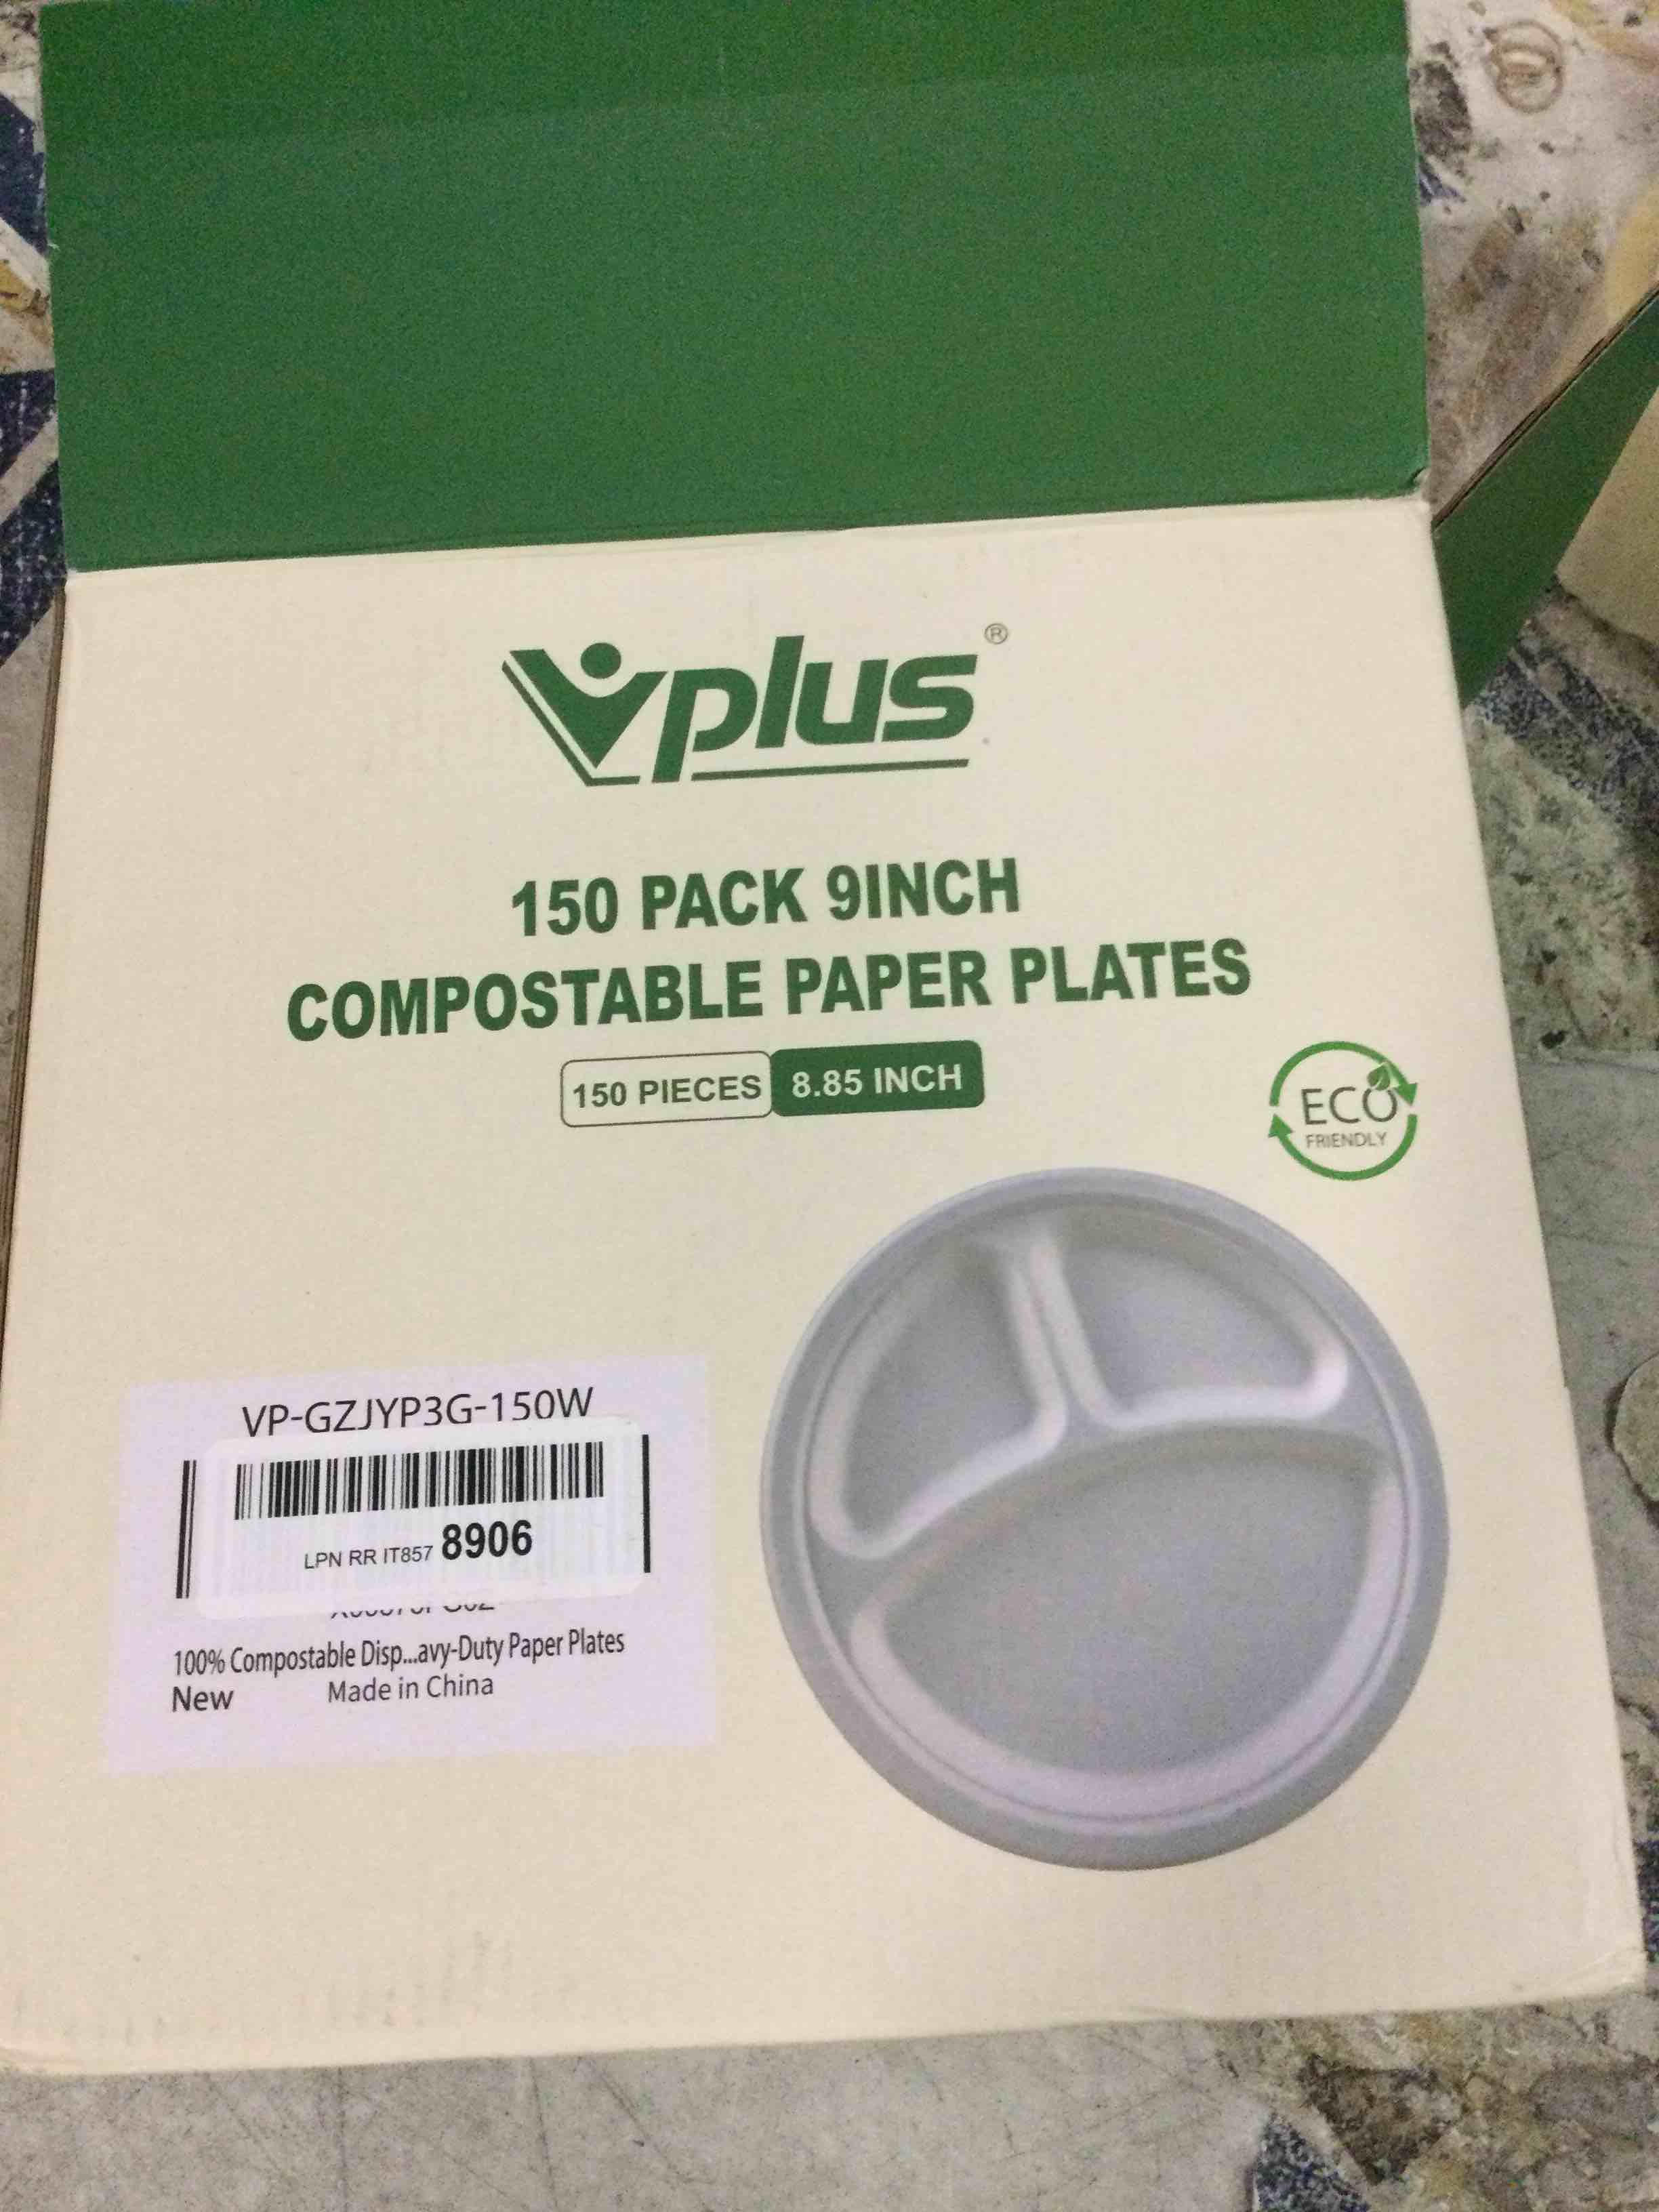 Vplus®
150 PACK 9INCH
COMPOSTABLE PAPER PLATES
150 PIECES 8.85 INCH
ECO
FRIENDLY
VP-GZJYP3G-150W
LPN RR IT857 8906
100% Compostable Disp...avy-Duty Paper Plates
New Made in China